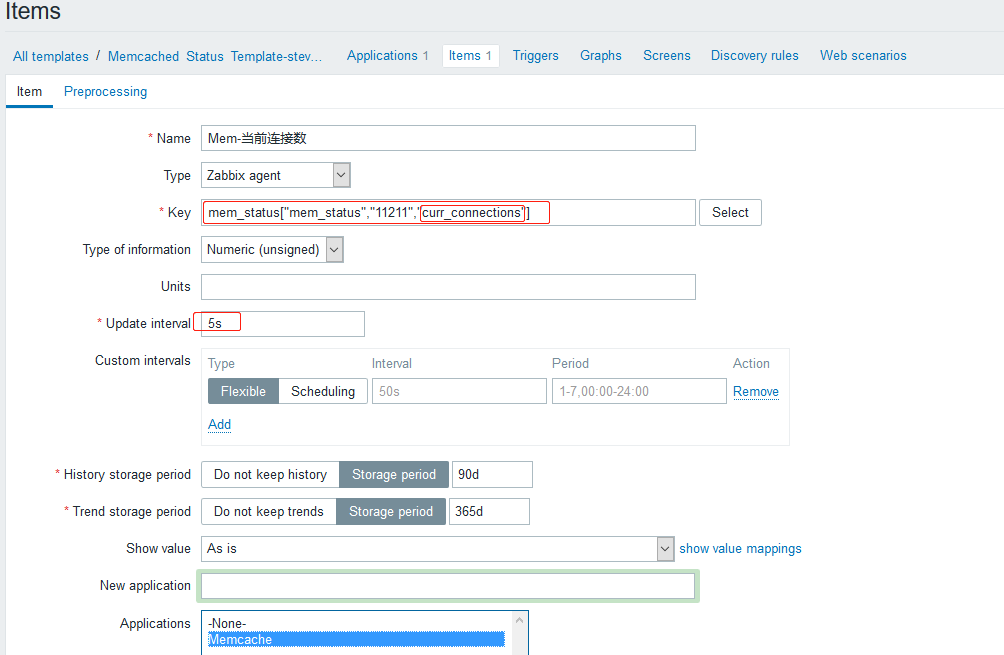 Items
All templates / Memcached Status Template-stev... Applications 1 Items 1 Triggers Graphs Screens Discovery rules Web scenarios
Item Preprocessing
* Name Mem-当前连接数
Type Zabbix agent
* Key mem_status["mem_status","11211","curr_connections"] Select
Type of information Numeric (unsigned)
Units
* Update interval 5s
Custom intervals Type Interval Period Action
Flexible Scheduling 50s 1-7,00:00-24:00 Remove
Add
* History storage period Do not keep history Storage period 90d
* Trend storage period Do not keep trends Storage period 365d
Show value As is show value mappings
New application
Applications -None-
Memcache